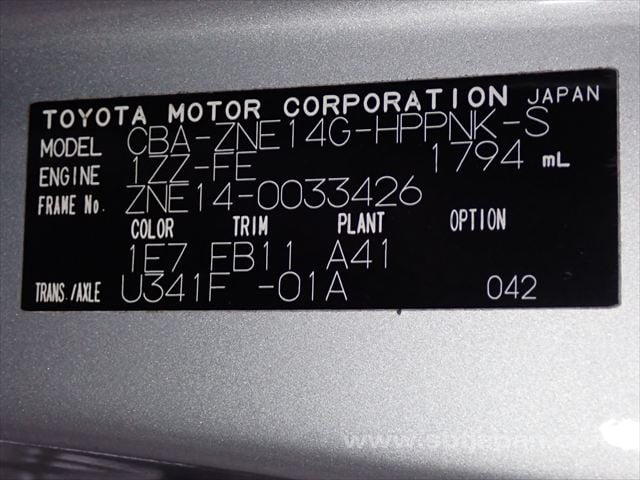 TOYOTA MOTOR CORPORATION JAPAN
MODEL CBA-ZNE14G-HPPNK-S
ENGINE 1ZZ-FE 1794 mL
FRAME No. ZNE14-0033426
COLOR TRIM PLANT OPTION
1E7 FB11 A41
TRANS./AXLE U341F -01A 042